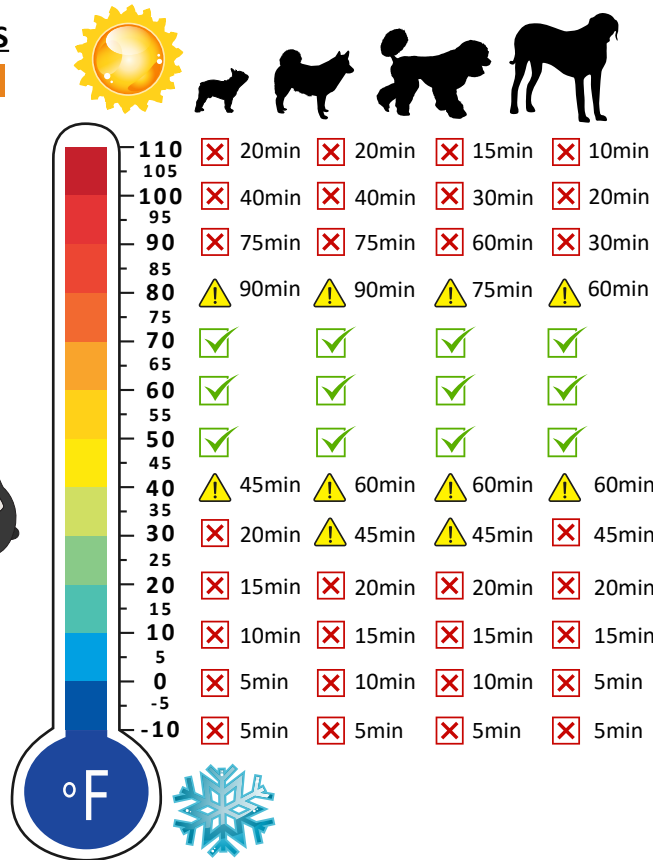 S
110 20min 20min 15min 10min
105
100 40min 40min 30min 20min
95
90 75min 75min 60min 30min
85
80 90min 90min 75min 60min
75
70
65
60
55
50
45
40 45min 60min 60min 60min
35
30 20min 45min 45min 45min
25
20 15min 20min 20min 20min
15
10 10min 15min 15min 15min
5
0 5min 10min 10min 5min
-5
-10 5min 5min 5min 5min
°F